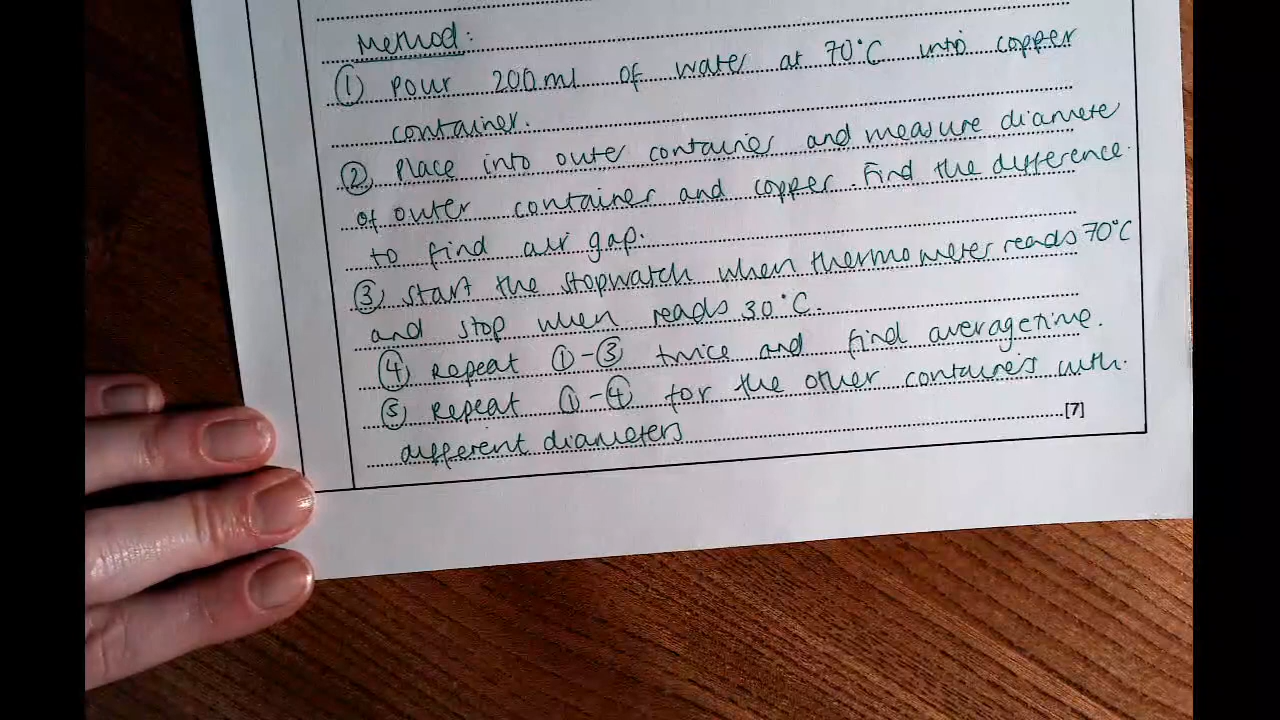 Method:
① Pour 200ml of water at 70°C into copper
container.
② Place into outer container and measure diamete
of outer container and copper. Find the difference
to find air gap.
③ Start the stopwatch when thermometer reads 70°C
and stop when reads 30°C.
④ Repeat ①-③ twice and find average time.
⑤ Repeat ①-④ for the other containers with
different diameters
[7]